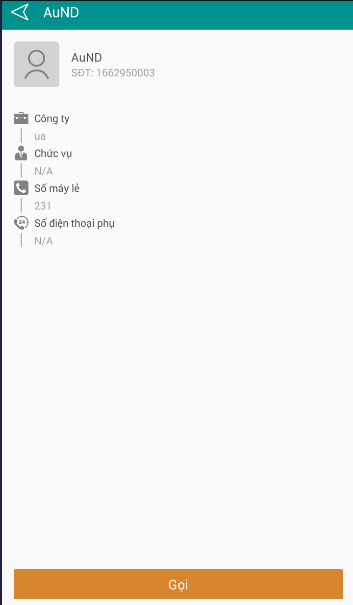 AuND
AuND
SĐT: 1662950003
Công ty
ua
Chức vụ
N/A
Số máy lẻ
231
24
Số điện thoại phụ
N/A
Gọi